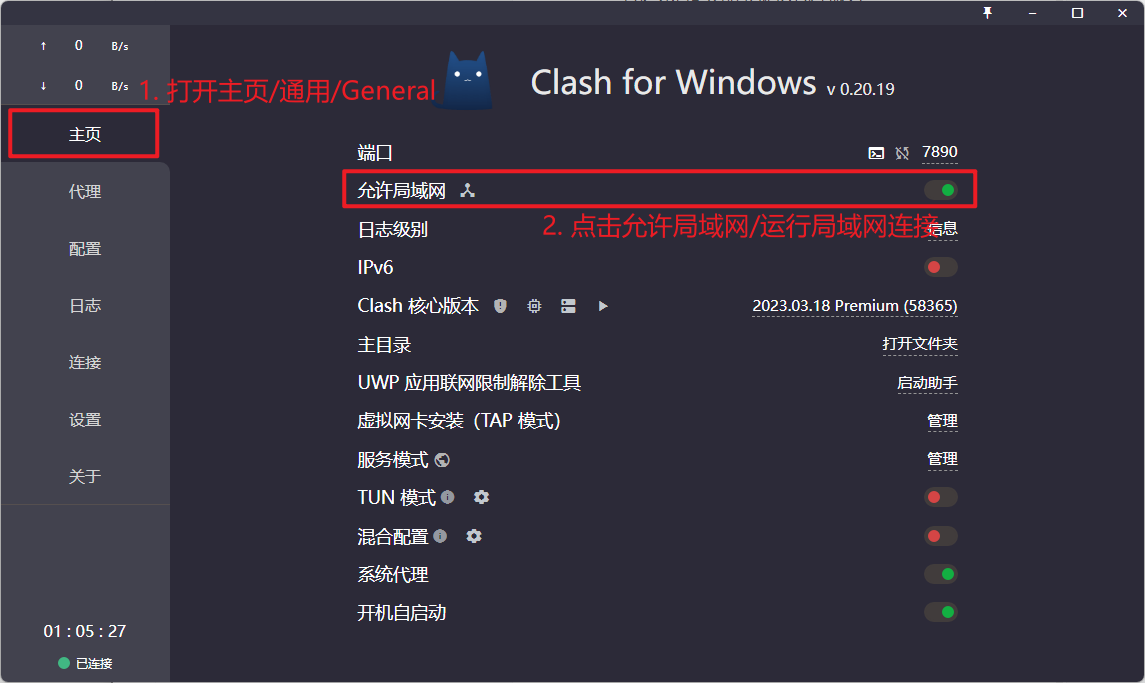 ↑ 0 B/s
↓ 0 B/s
1. 打开主页/通用/General
Clash for Windows v 0.20.19
主页
代理
配置
日志
连接
设置
关于
端口 7890
允许局域网
2. 点击允许局域网/运行局域网连接
日志级别 信息
IPv6
Clash 核心版本 2023.03.18 Premium (58365)
主目录 打开文件夹
UWP 应用联网限制解除工具 启动助手
虚拟网卡安装（TAP 模式） 管理
服务模式 管理
TUN 模式
混合配置
系统代理
开机自启动
01 : 05 : 27
已连接